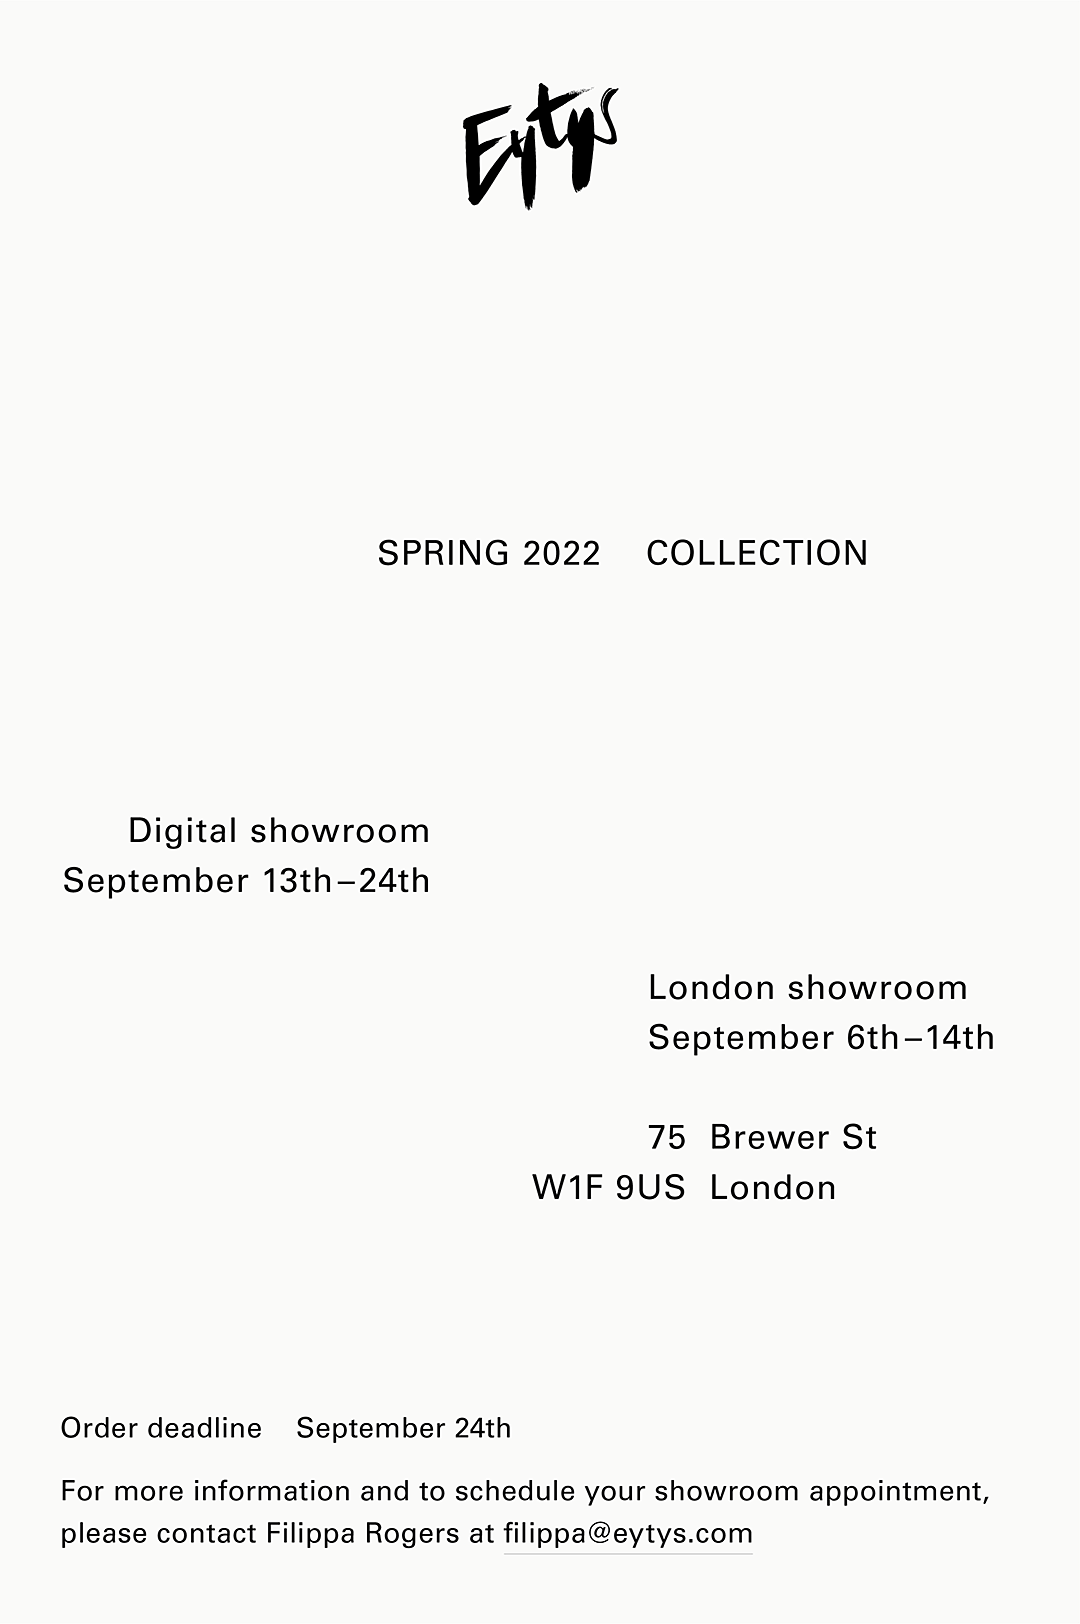 Eytys
SPRING 2022 COLLECTION
Digital showroom
September 13th–24th
London showroom
September 6th–14th
75 Brewer St
W1F 9US London
Order deadline September 24th
For more information and to schedule your showroom appointment,
please contact Filippa Rogers at filippa@eytys.com